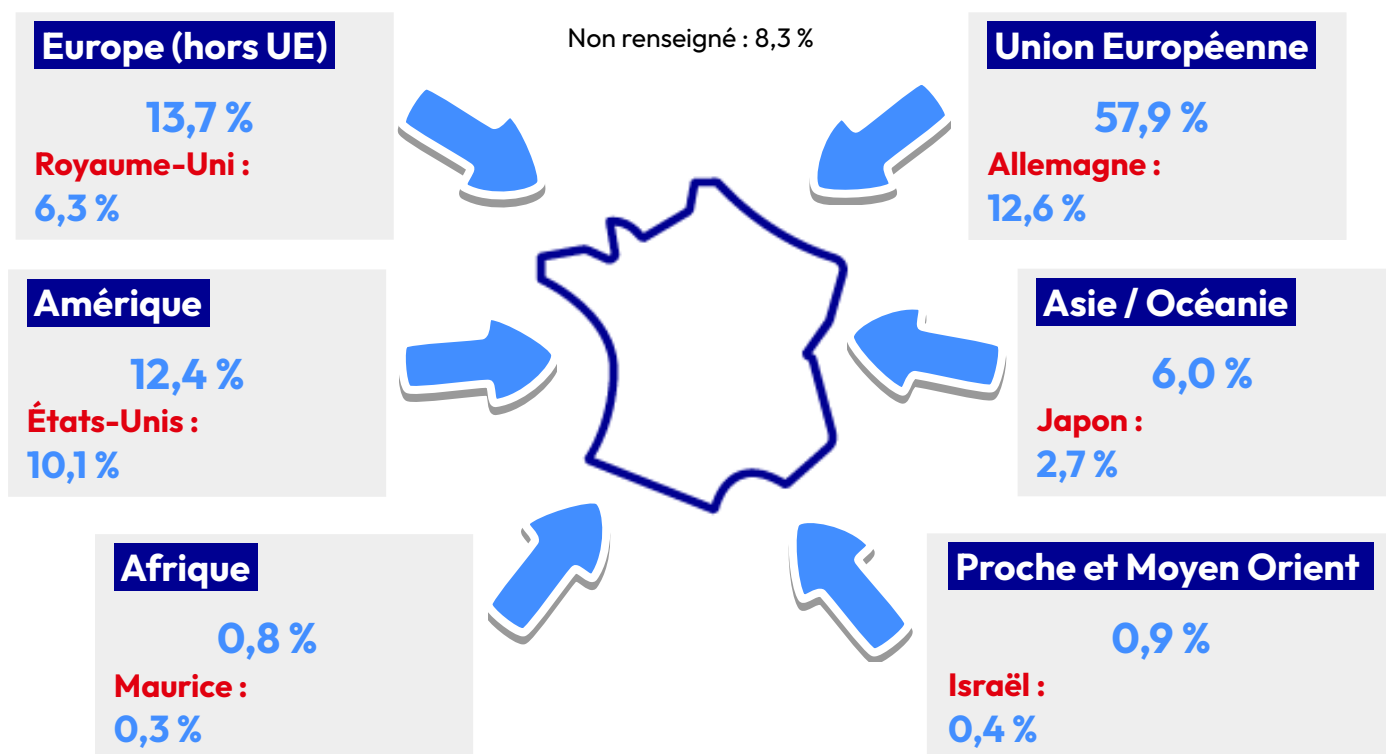 Non renseigné : 8,3 %
Europe (hors UE)
13,7 %
Royaume-Uni :
6,3 %
Union Européenne
57,9 %
Allemagne :
12,6 %
Amérique
12,4 %
États-Unis :
10,1 %
Asie / Océanie
6,0 %
Japon :
2,7 %
Afrique
0,8 %
Maurice :
0,3 %
Proche et Moyen Orient
0,9 %
Israël :
0,4 %